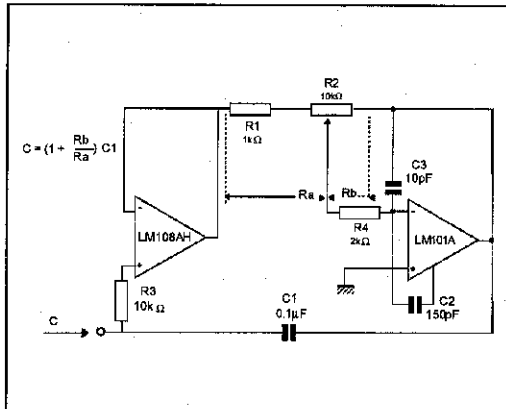 R2
10kΩ
R1
1kΩ
C = (1 + Rb/Ra) C1
C3
10pF
Ra
Rb
-
R4
2kΩ
-
LM108AH
LM101A
+
+
R3
10kΩ
C1
0.1µF
C2
150pF
C